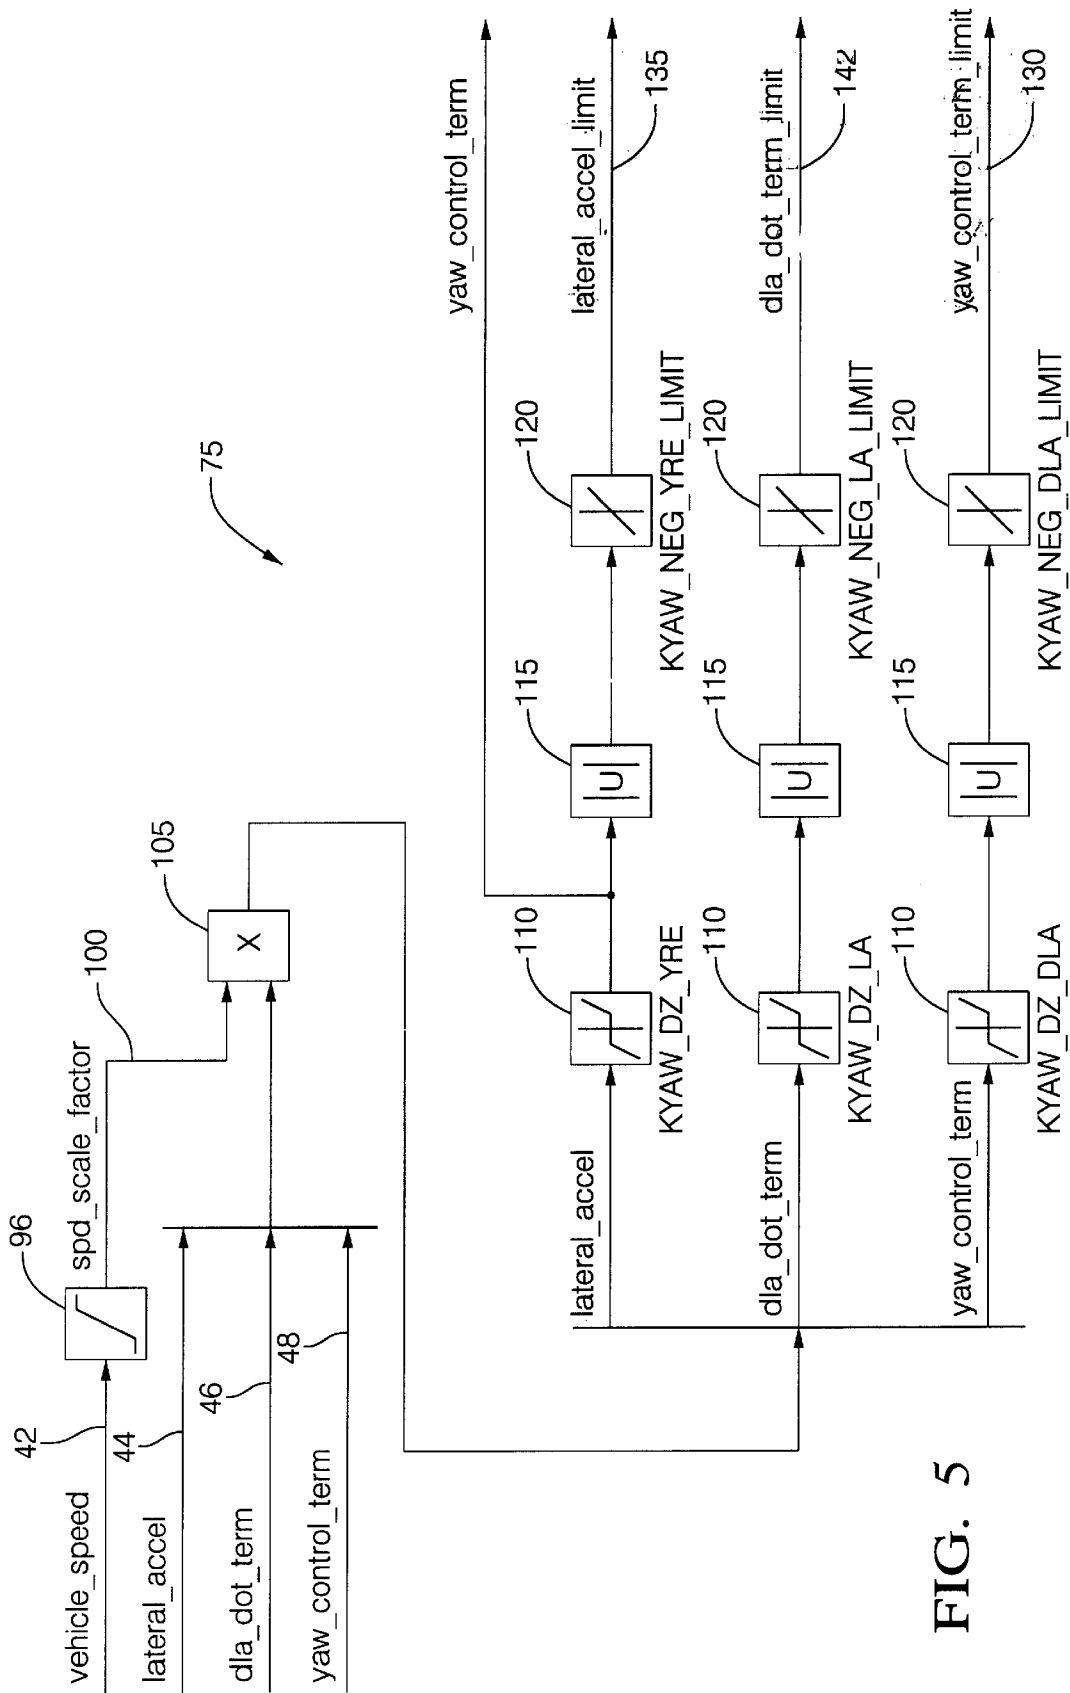 vehicle_speed
42
96
spd_scale_factor
100
lateral_accel
44
105
X
75
dla_dot_term
46
yaw_control_term
48
yaw_control_term
lateral_accel
110
KYAW_DZ_YRE
115
|U|
120
KYAW_NEG_YRE_LIMIT
lateral_accel_limit
135
dla_dot_term
110
KYAW_DZ_LA
115
|U|
120
KYAW_NEG_LA_LIMIT
dla_dot_term_limit
142
yaw_control_term
110
KYAW_DZ_DLA
115
|U|
120
KYAW_NEG_DLA_LIMIT
yaw_control_term_limit
130
FIG. 5